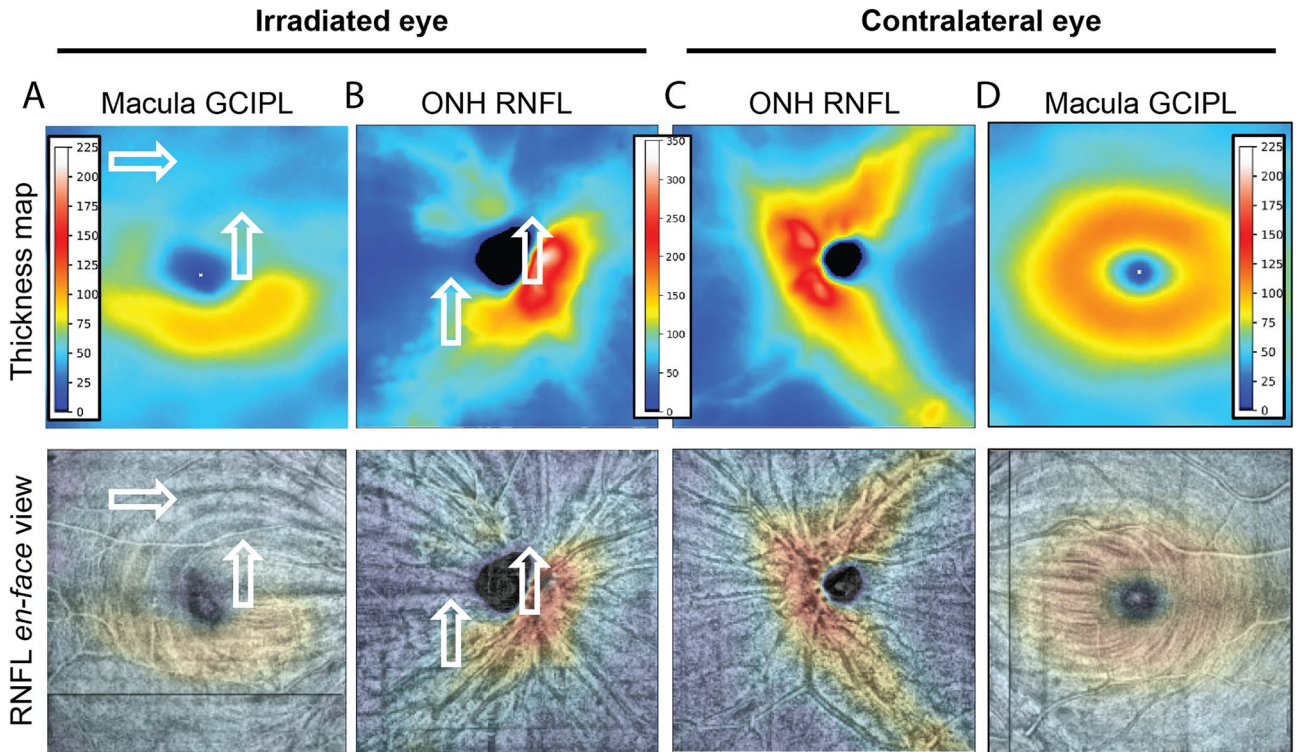 Irradiated eye
Contralateral eye
A
Macula GCIPL
B
ONH RNFL
C
ONH RNFL
D
Macula GCIPL
Thickness map
225
200
175
150
125
100
75
50
25
0
350
300
250
200
150
100
50
0
225
200
175
150
125
100
75
50
25
0
RNFL en-face view